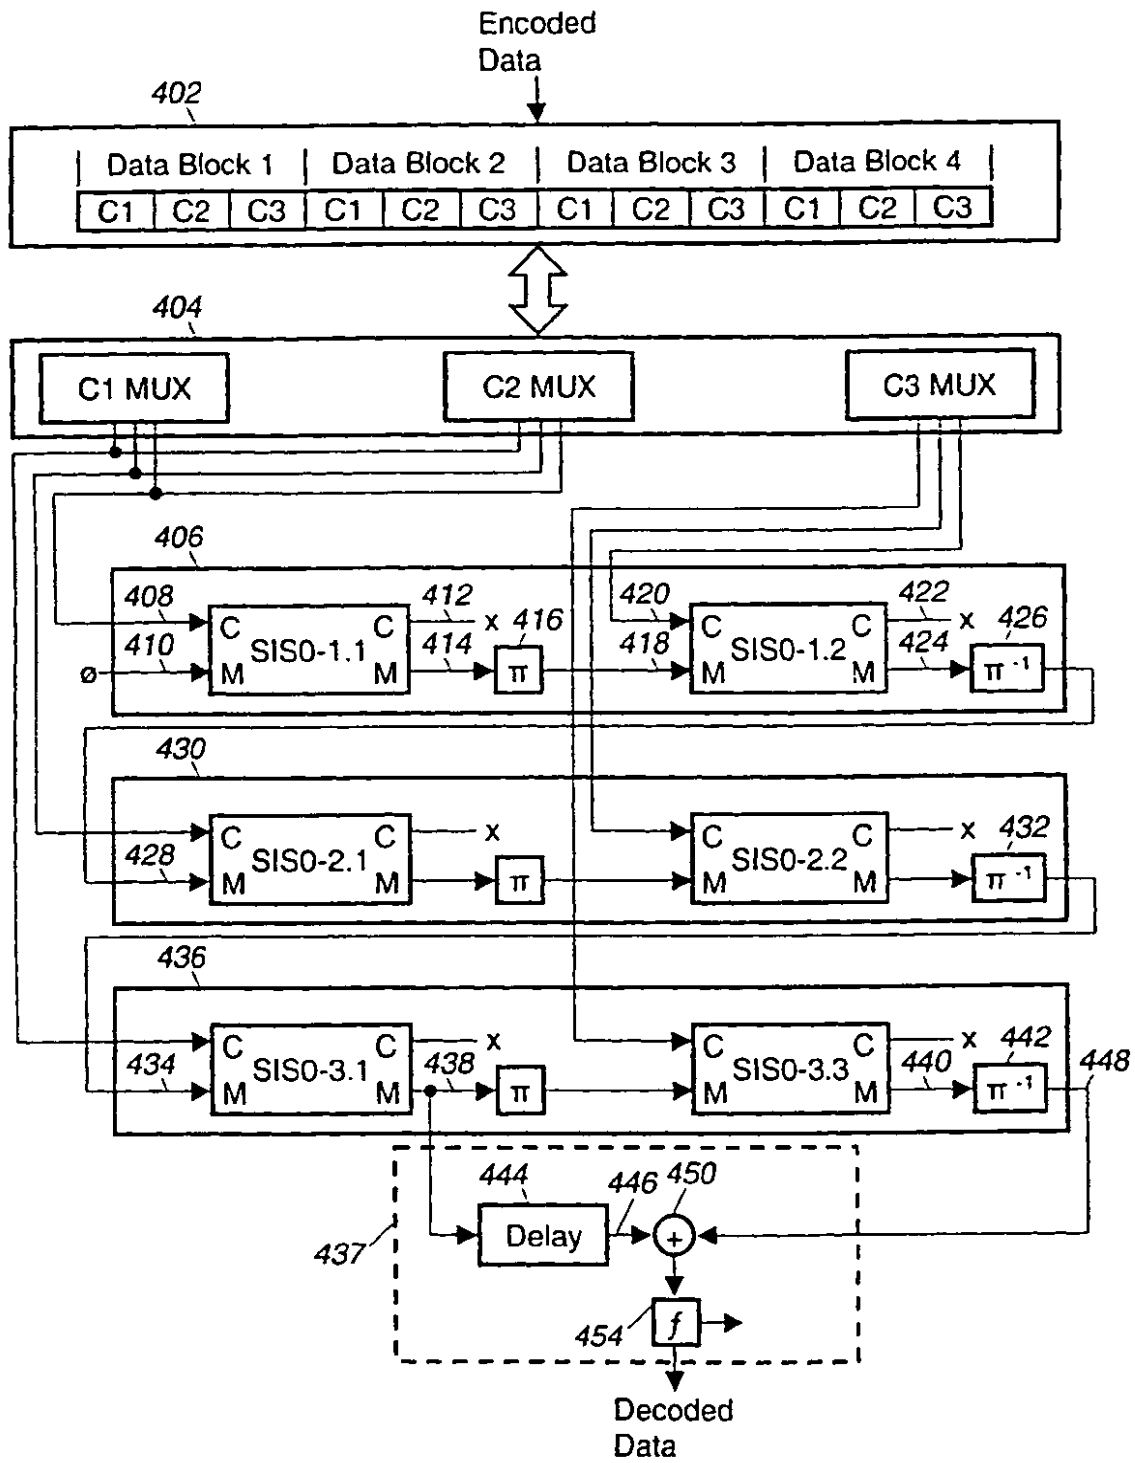 Encoded
Data
402
Data Block 1 Data Block 2 Data Block 3 Data Block 4
C1 C2 C3 C1 C2 C3 C1 C2 C3 C1 C2 C3
404
C1 MUX C2 MUX C3 MUX
406
408 412 416 420 422 426
C C x C C x
410 SIS0-1.1 414 418 SIS0-1.2 424
ø M M π M M π -1
430
C C x C C x 432
428 SIS0-2.1 SIS0-2.2
M M π M M π -1
436
C C x C C x 442
434 SIS0-3.1 438 SIS0-3.3 440 448
M M π M M π -1
444 446 450
437 Delay +
454 f
Decoded
Data